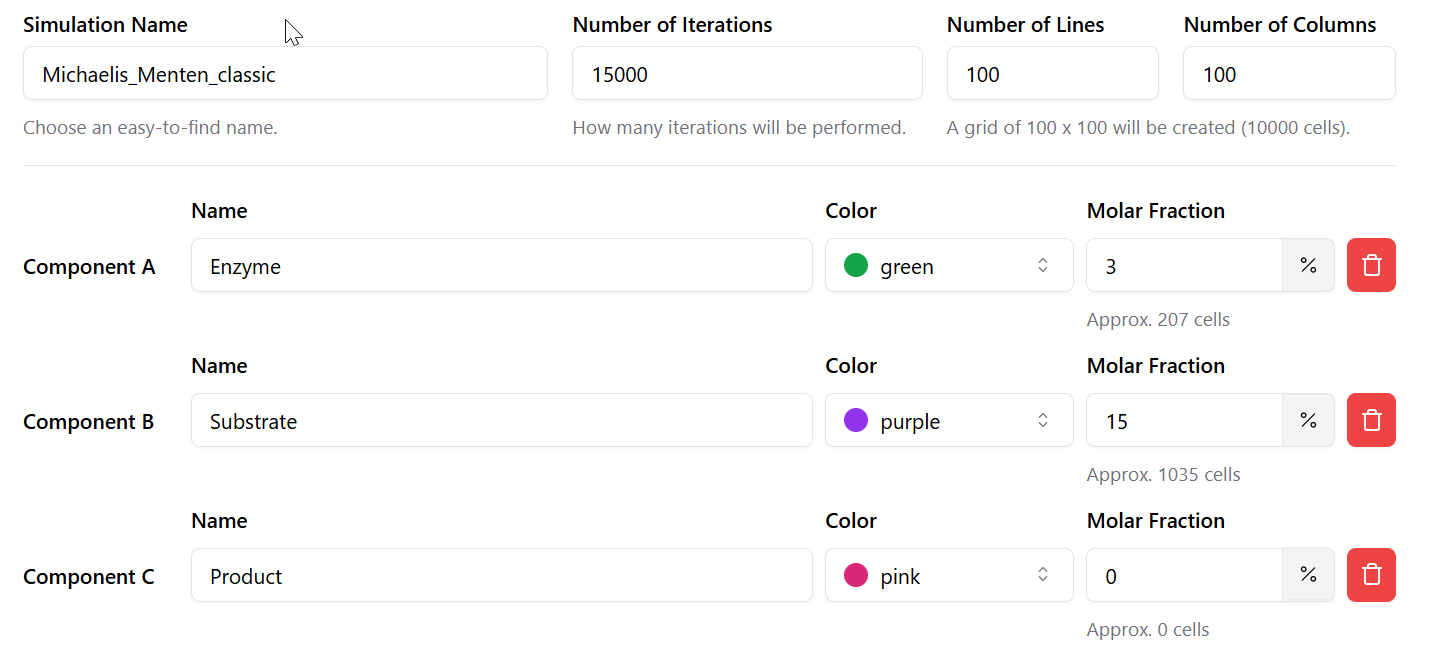 Simulation Name Number of Iterations Number of Lines Number of Columns
Michaelis_Menten_classic 15000 100 100
Choose an easy-to-find name. How many iterations will be performed. A grid of 100 x 100 will be created (10000 cells).
Name Color Molar Fraction
Component A Enzyme green 3 %
Approx. 207 cells
Name Color Molar Fraction
Component B Substrate purple 15 %
Approx. 1035 cells
Name Color Molar Fraction
Component C Product pink 0 %
Approx. 0 cells